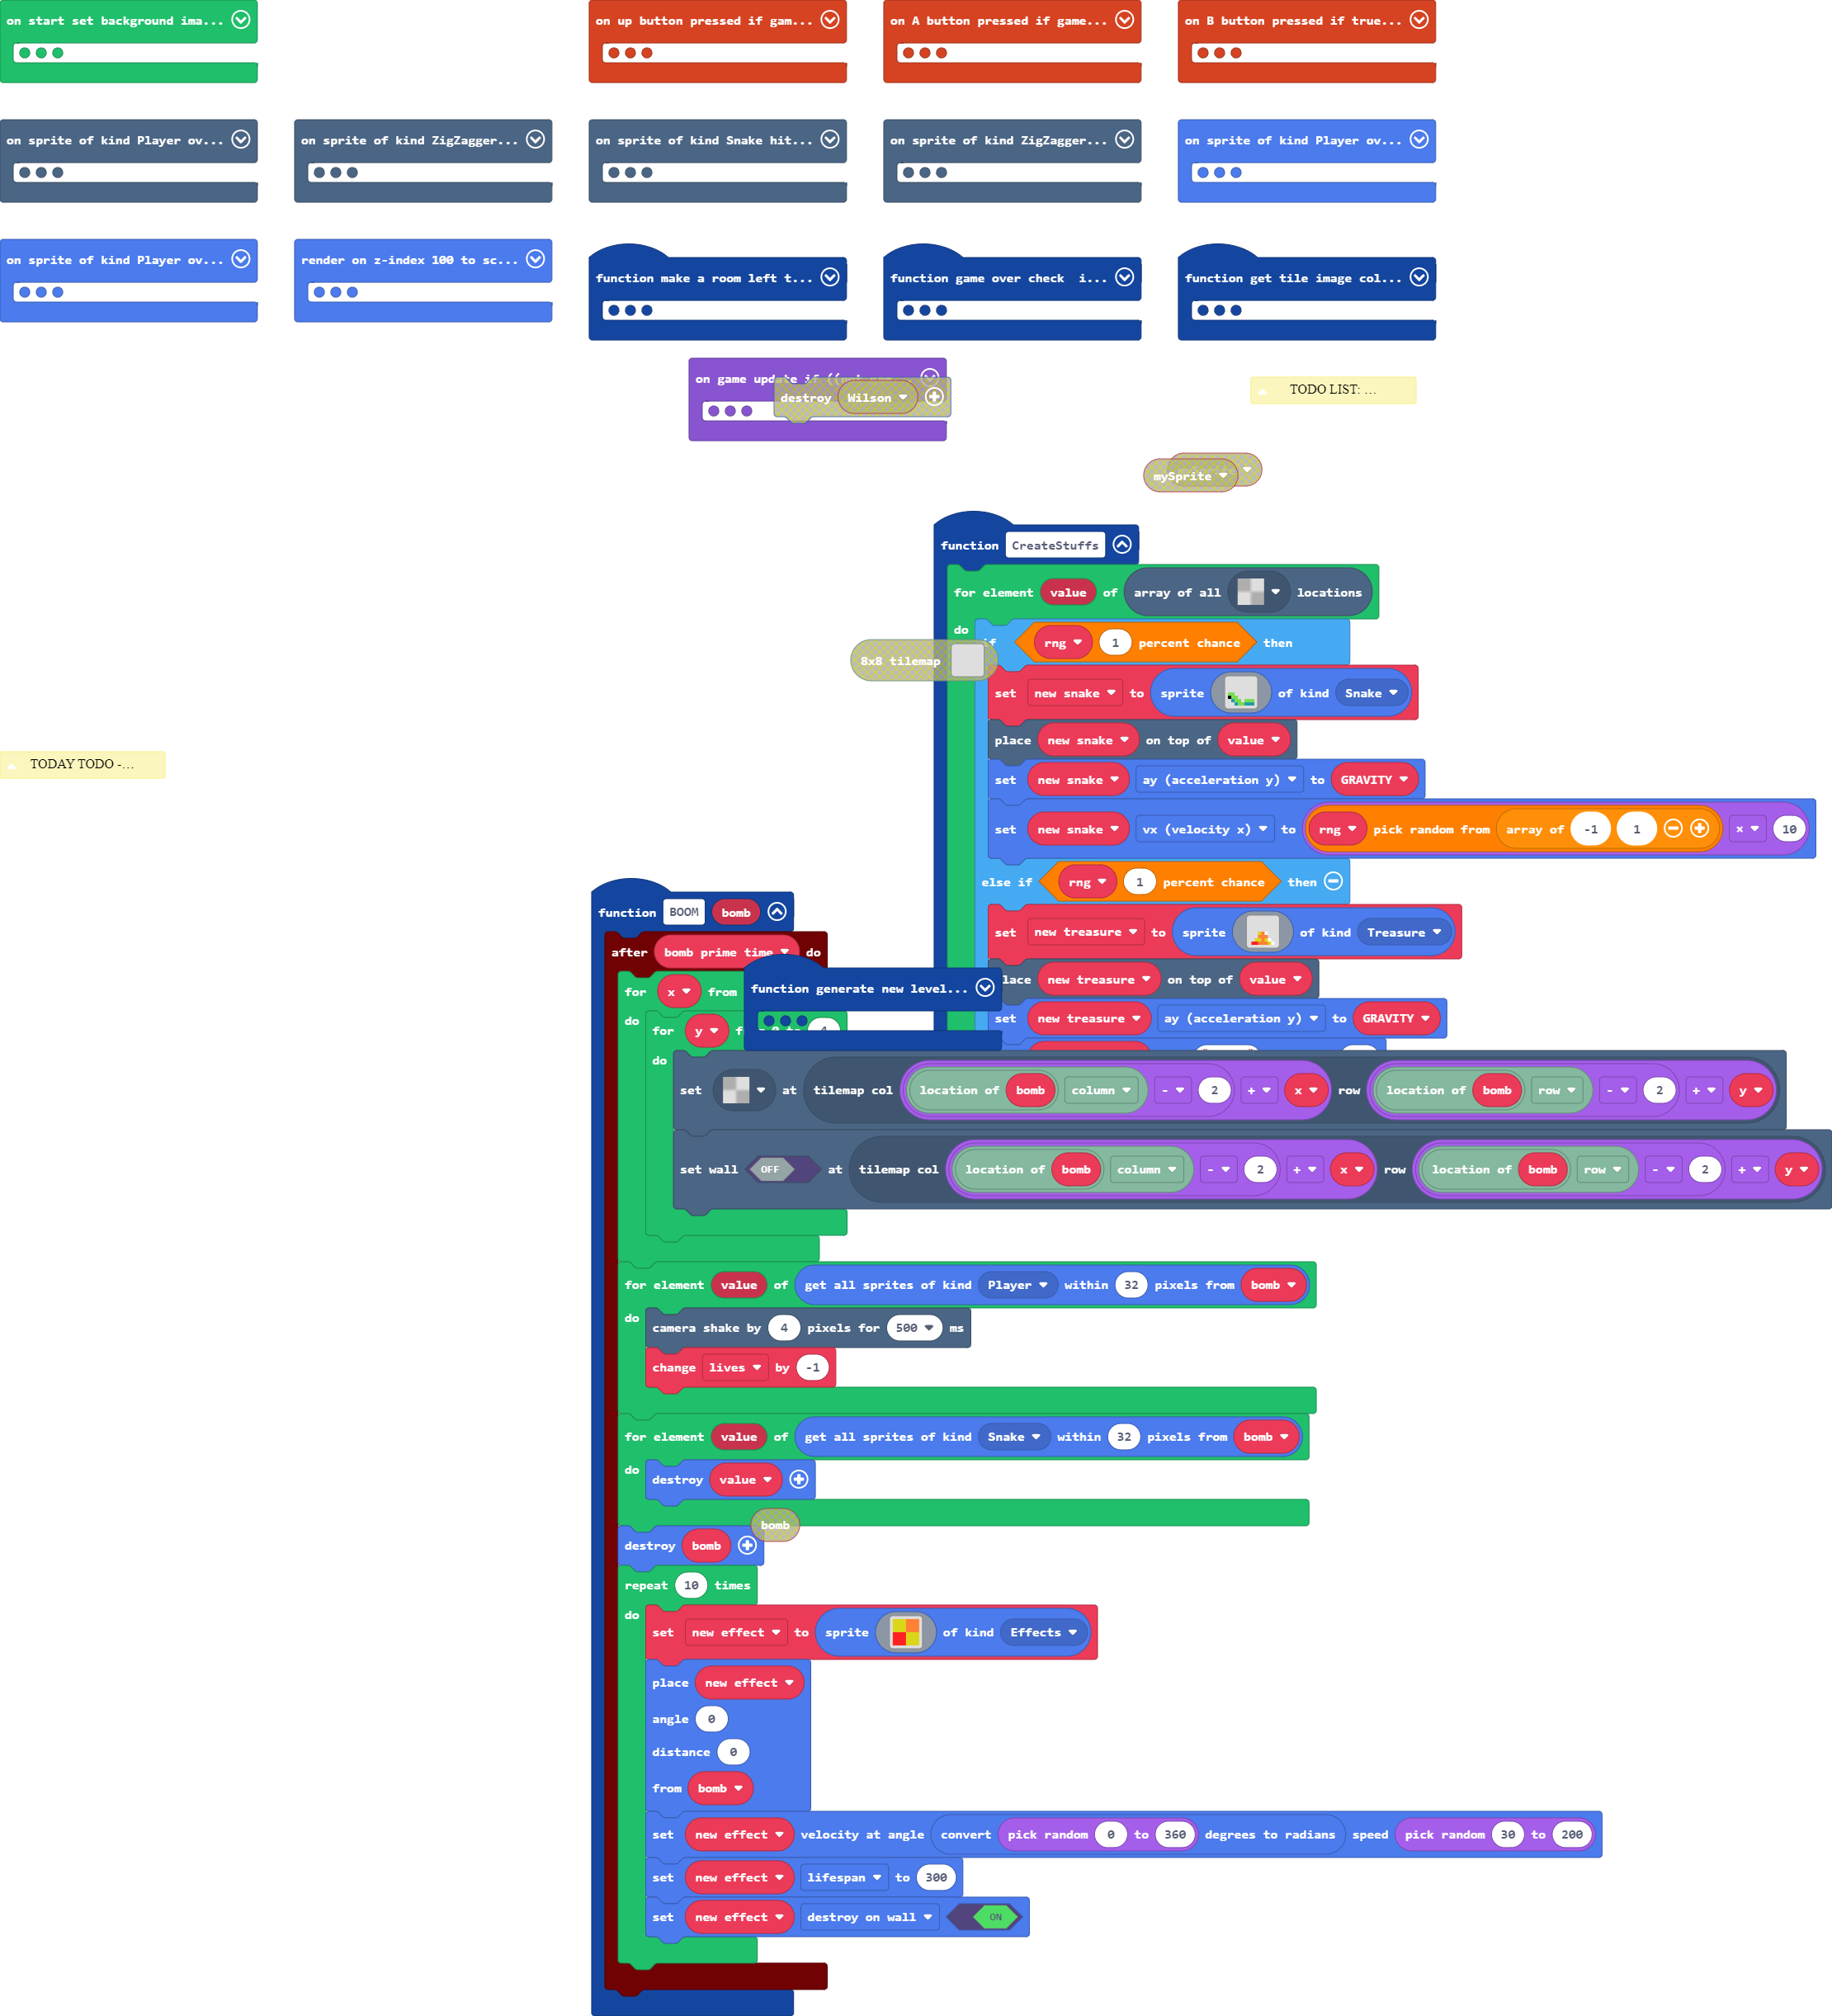 on start set background ima...
on up button pressed if gam...
on A button pressed if game...
on B button pressed if true...
on sprite of kind Player ov...
on sprite of kind ZigZagger...
on sprite of kind Snake hit...
on sprite of kind ZigZagger...
on sprite of kind Player ov...
on sprite of kind Player ov...
render on z-index 100 to sc...
function make a room left t...
function game over check i...
function get tile image col...
on game update if
destroy Wilson
TODO LIST: ...
mySprite
function CreateStuffs
for element value of array of all locations
do
if rng 1 percent chance then
8x8 tilemap
set new snake to sprite of kind Snake
place new snake on top of value
set new snake ay (acceleration y) to GRAVITY
set new snake vx (velocity x) to rng pick random from array of -1 1 × 10
else if rng 1 percent chance then
set new treasure to sprite of kind Treasure
new treasure on top of value
set new treasure ay (acceleration y) to GRAVITY
TODAY TODO -...
function BOOM bomb
after bomb prime time do
for x from
function generate new level...
do
for y
do
set at tilemap col location of bomb column - 2 + x row location of bomb row - 2 + y
set wall OFF at tilemap col location of bomb column - 2 + x row location of bomb row - 2 + y
for element value of get all sprites of kind Player within 32 pixels from bomb
do
camera shake by 4 pixels for 500 ms
change lives by -1
for element value of get all sprites of kind Snake within 32 pixels from bomb
do
destroy value
bomb
destroy bomb
repeat 10 times
do
set new effect to sprite of kind Effects
place new effect
angle 0
distance 0
from bomb
set new effect velocity at angle convert pick random 0 to 360 degrees to radians speed pick random 30 to 200
set new effect lifespan to 300
set new effect destroy on wall ON